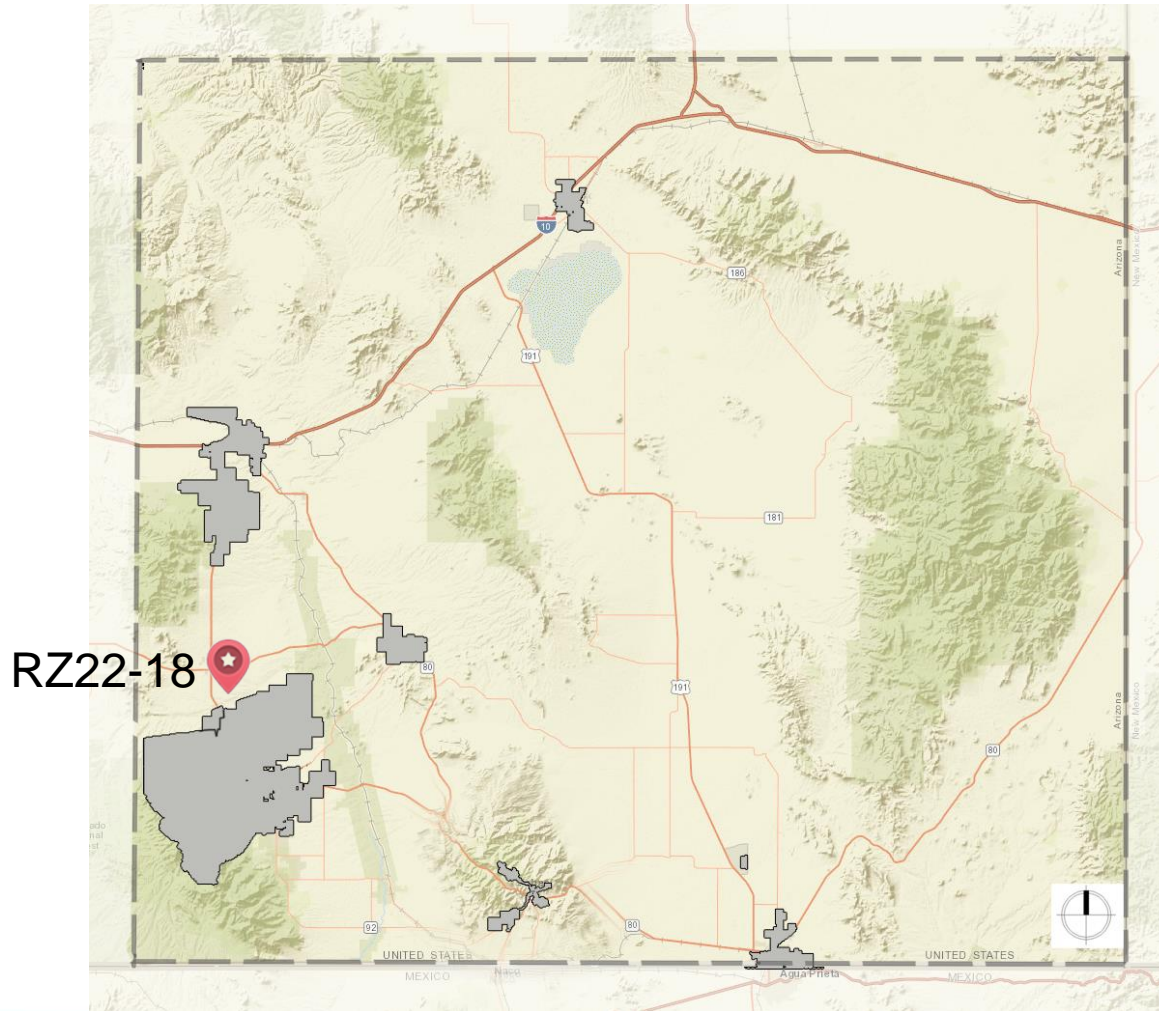 10
Arizona
New Mexico
186
191
181
RZ22-18
80
191
Arizona
New Mexico
80
80
92
UNITED STATES
UNITED STATES
MEXICO
Naco
Agua Prieta
MEXICO